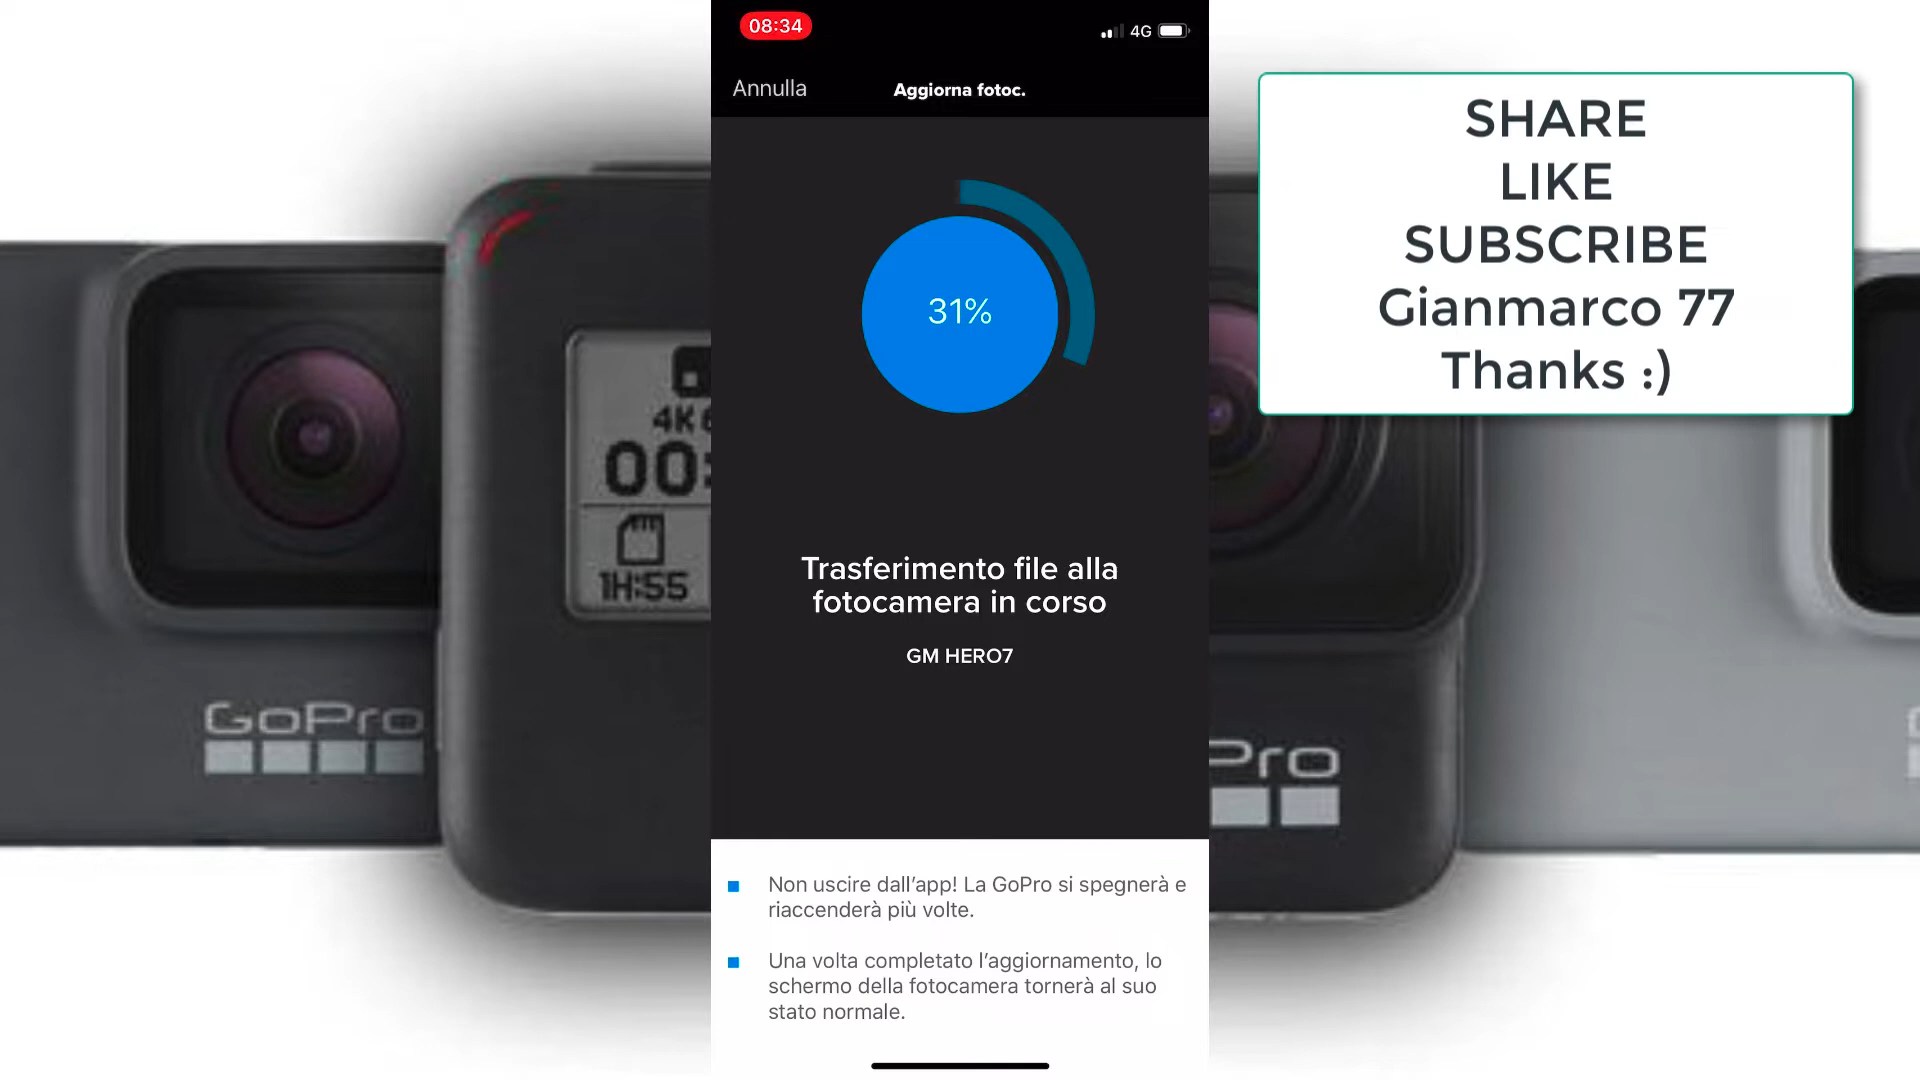 08:34
4G
Annulla
Aggiorna fotoc.
31%
Trasferimento file alla
fotocamera in corso
GM HERO7
Non uscire dall’app! La GoPro si spegnerà e
riaccenderà più volte.
Una volta completato l’aggiornamento, lo
schermo della fotocamera tornerà al suo
stato normale.
SHARE
LIKE
SUBSCRIBE
Gianmarco 77
Thanks :)
4K
00:
1H:55
GoPro
Pro